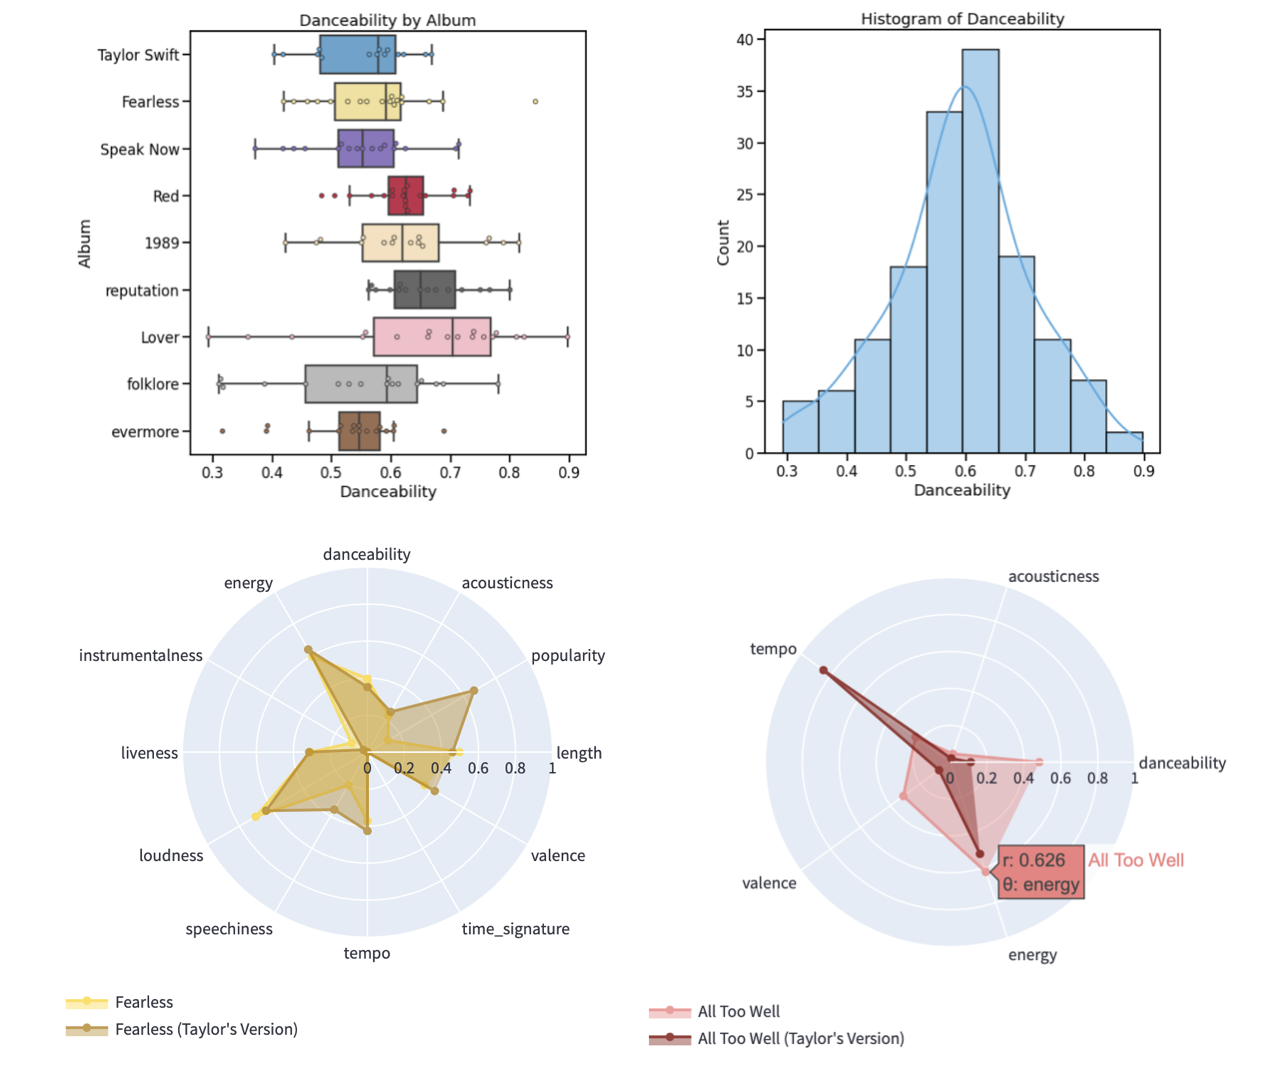 Danceability by Album
Taylor Swift
Fearless
Speak Now
Red
1989
reputation
Lover
folklore
evermore
Album
0.3 0.4 0.5 0.6 0.7 0.8 0.9
Danceability
Histogram of Danceability
40
35
30
25
20
15
10
5
0
Count
0.3 0.4 0.5 0.6 0.7 0.8 0.9
Danceability
danceability
energy
acousticness
instrumentalness
popularity
liveness
length
0 0.2 0.4 0.6 0.8 1
loudness
valence
speechiness
time_signature
tempo
Fearless
Fearless (Taylor's Version)
acousticness
tempo
danceability
0 0.2 0.4 0.6 0.8 1
r: 0.626
θ: energy
All Too Well
valence
energy
All Too Well
All Too Well (Taylor's Version)